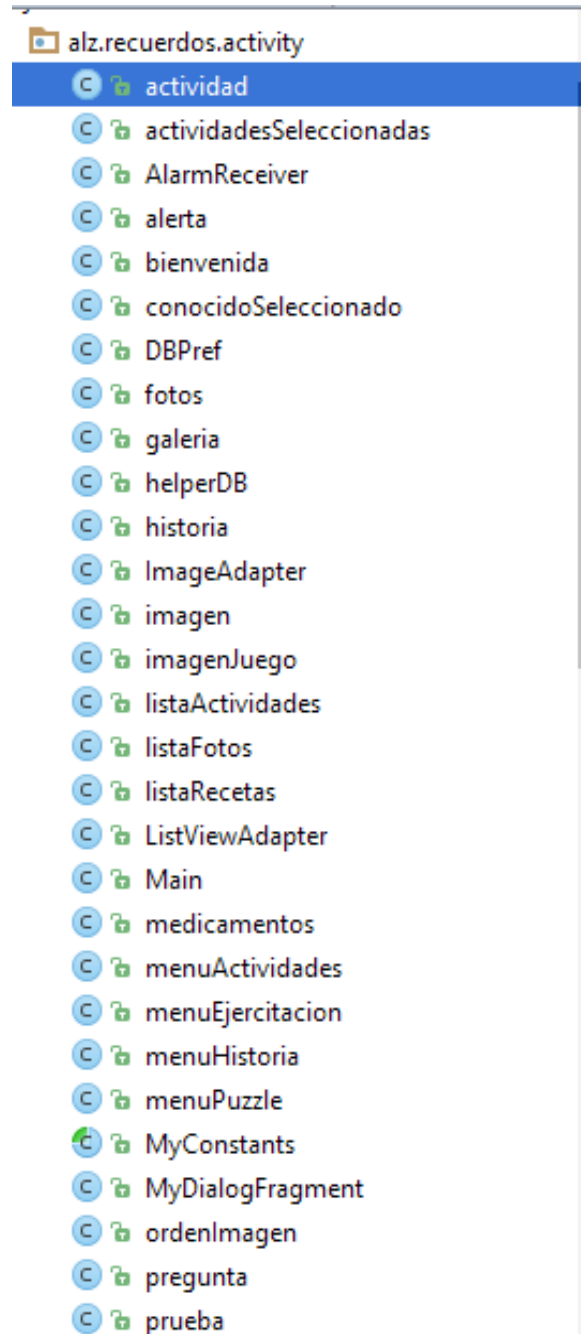 alz.recuerdos.activity
actividad
actividadesSeleccionadas
AlarmReceiver
alerta
bienvenida
conocidoSeleccionado
DBPref
fotos
galeria
helperDB
historia
ImageAdapter
imagen
imagenJuego
listaActividades
listaFotos
listaRecetas
ListViewAdapter
Main
medicamentos
menuActividades
menuEjercitacion
menuHistoria
menuPuzzle
MyConstants
MyDialogFragment
ordenImagen
pregunta
prueba